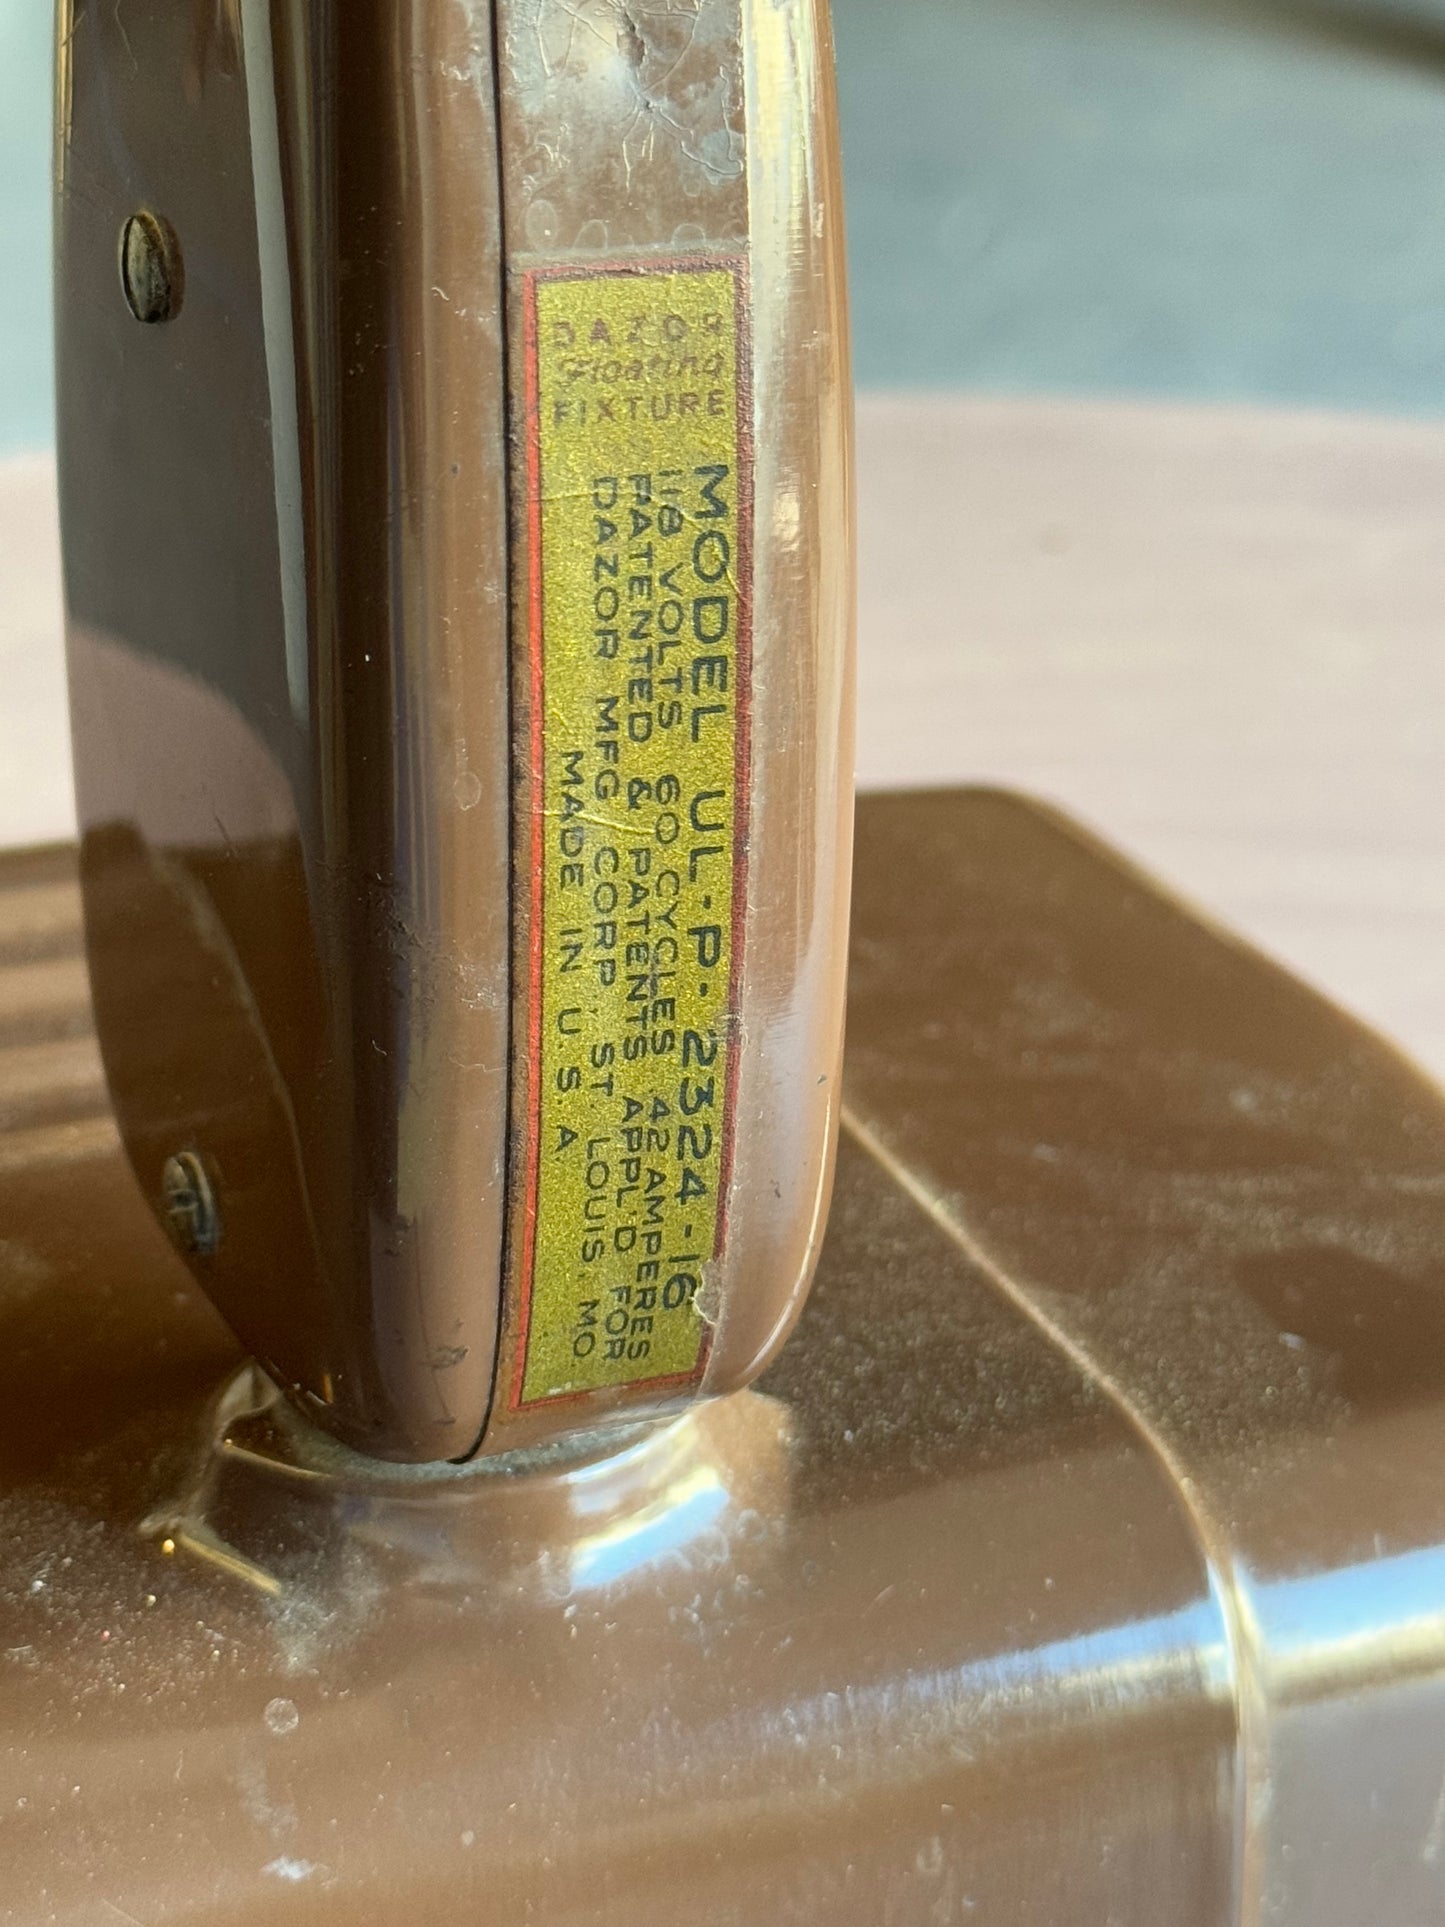 DAZOR
Floating
FIXTURE
MODEL UL-P-2324-16
118 VOLTS 60 CYCLES .42 AMPERES
PATENTED & PATENTS APPL'D FOR
DAZOR MFG CORP. ST. LOUIS, MO.
MADE IN U.S.A